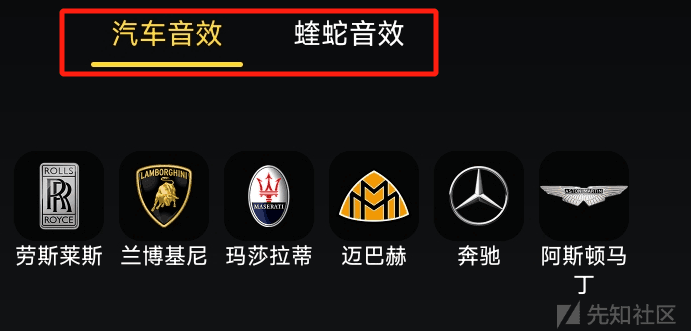 汽车音效 蝰蛇音效
ROLLS
ROYCE
LAMBORGHINI
MASERATI
ASTON MARTIN
劳斯莱斯 兰博基尼 玛莎拉蒂 迈巴赫 奔驰 阿斯顿马
丁
先知社区